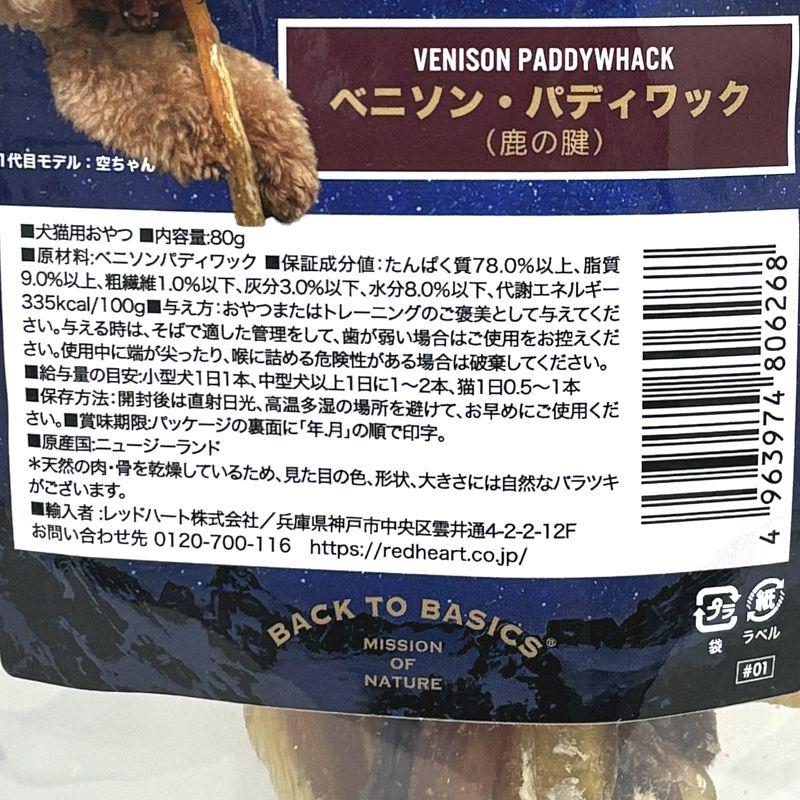 VENISON PADDYWHACK
ベニソン・パディワック
（鹿の腱）
1代目モデル：空ちゃん
■犬猫用おやつ ■内容量:80g
■原材料:ベニソンパディワック ■保証成分値：たんぱく質78.0%以上、脂質
9.0%以上、粗繊維1.0%以下、灰分3.0%以下、水分8.0%以下、代謝エネルギー
335kcal/100g■与え方：おやつまたはトレーニングのご褒美として与えてくだ
さい。与える時は、そばで適した管理をして、歯が弱い場合はご使用をお控えくだ
さい。使用中に端が尖ったり、喉に詰める危険性がある場合は破棄してください。
■給与量の目安:小型犬1日1本、中型犬以上1日に1〜2本、猫1日0.5〜1本
■保存方法：開封後は直射日光、高温多湿の場所を避けて、お早めにご使用くだ
さい。■賞味期限:パッケージの裏面に「年.月」の順で印字。
■原産国:ニュージーランド
＊天然の肉・骨を乾燥しているため、見た目の色、形状、大きさには自然なバラツキ
がございます。
■輸入者：レッドハート株式会社／兵庫県神戸市中央区雲井通4-2-2-12F
お問い合わせ先 0120-700-116 https://redheart.co.jp/
4 963974 806268
BACK TO BASICS®
MISSION
OF
NATURE
プラ
袋
紙
ラベル
#01